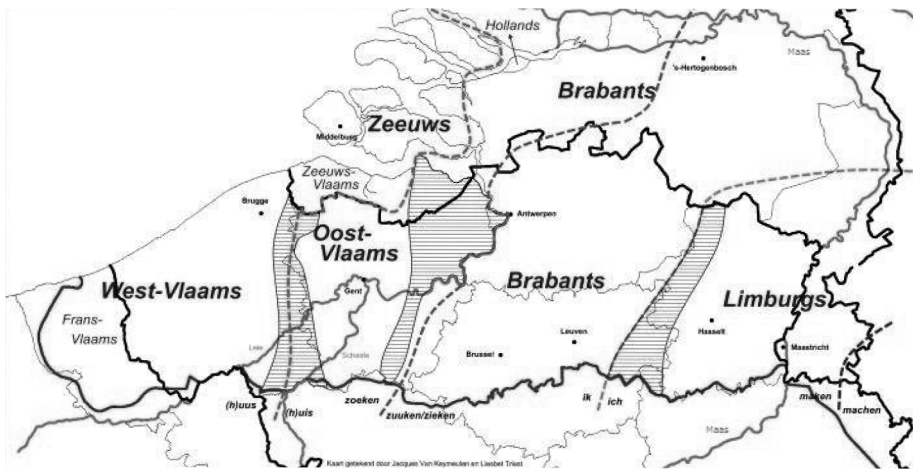 Hollands
Maas
's-Hertogenbosch
Brabants
Zeeuws
Middelburg
Zeeuws-
Vlaams
Brugge
Oost-
Vlaams
Antwerpen
West-Vlaams
Gent
Brabants
Limburgs
Frans-
Vlaams
Leie
Schelde
Brussel
Leuven
Hasselt
Maastricht
(h)uus
(h)uis
zoeken
zuuken/zieken
ik
ich
maken
machen
Maas
Kaart getekend door Jacques Van Keymeulen en Liesbet Triest